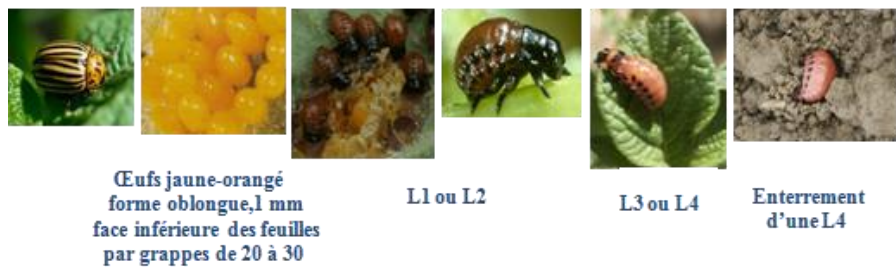 Œufs jaune-orangé
forme oblongue,1 mm
face inférieure des feuilles
par grappes de 20 à 30
L1 ou L2
L3 ou L4
Enterrement
d’une L4